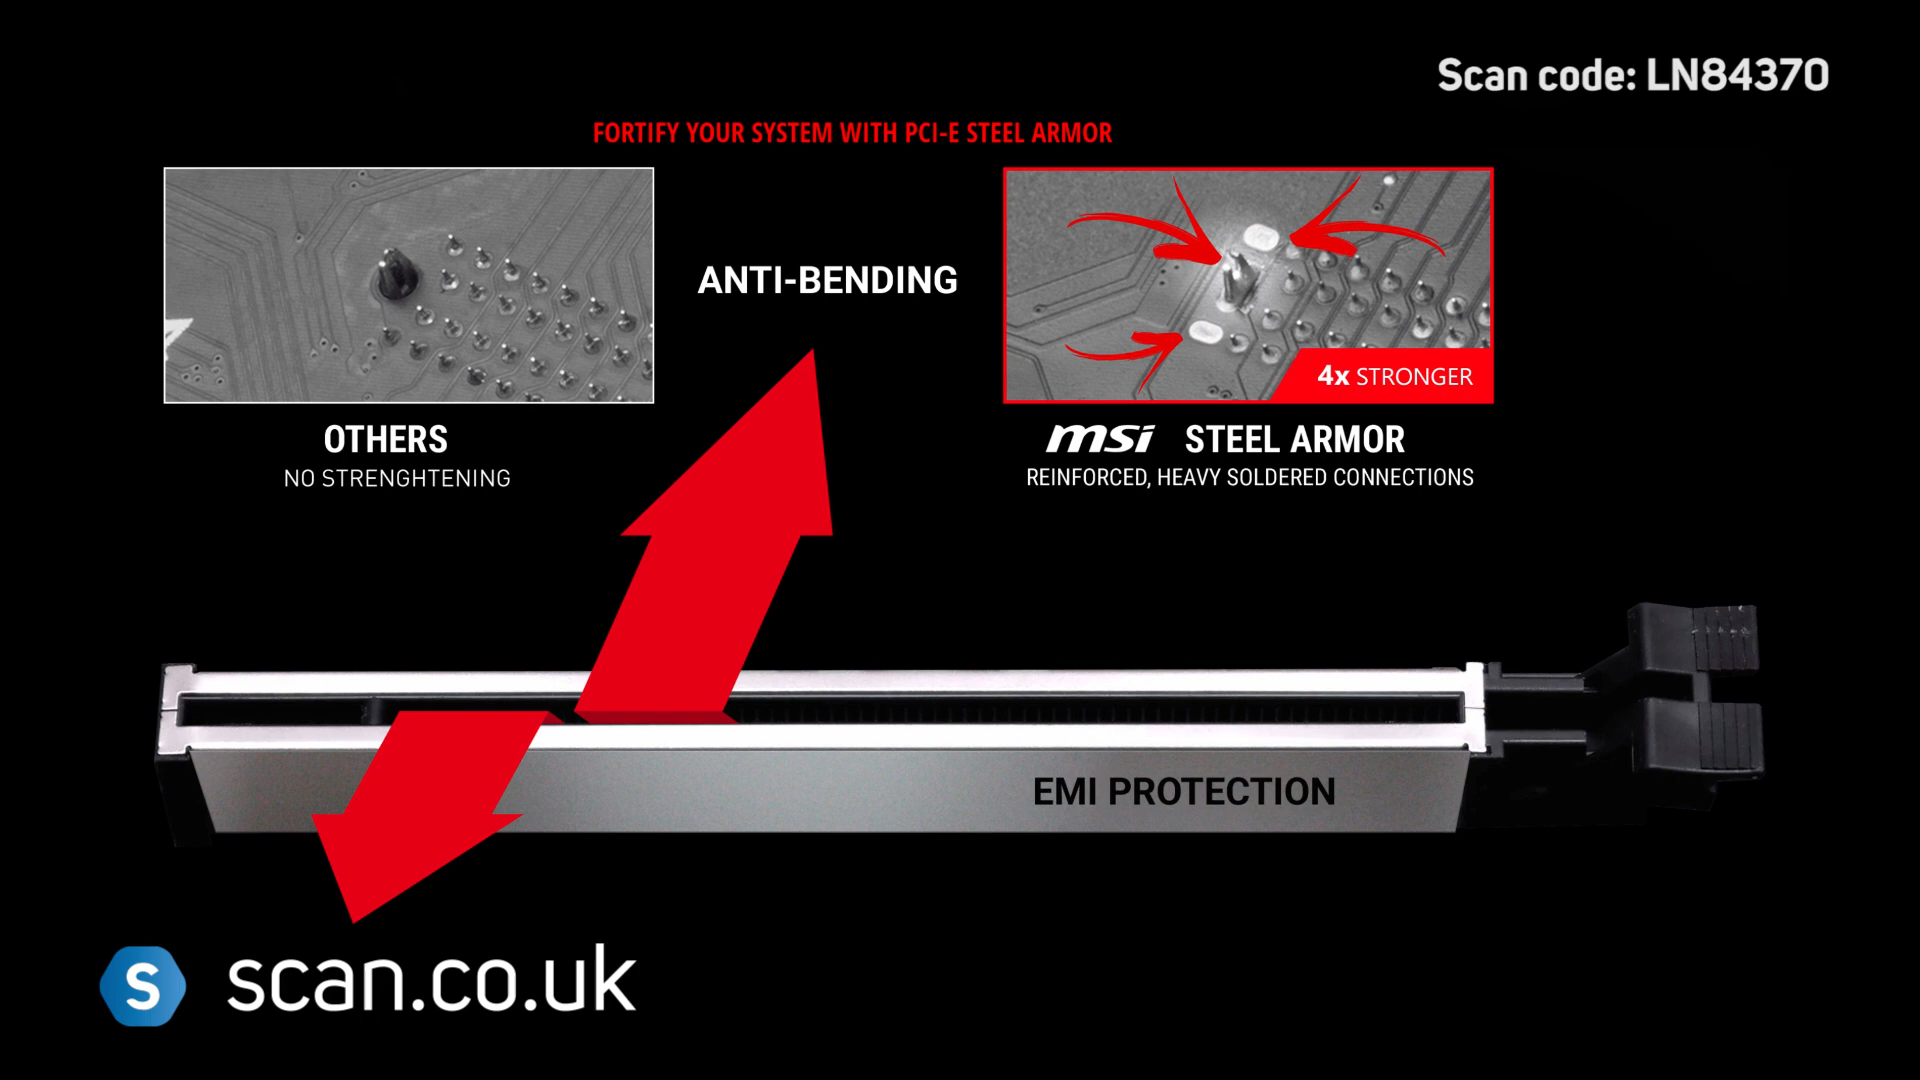 Scan code: LN84370
FORTIFY YOUR SYSTEM WITH PCI-E STEEL ARMOR
ANTI-BENDING
4x STRONGER
OTHERS
NO STRENGHTENING
msi STEEL ARMOR
REINFORCED, HEAVY SOLDERED CONNECTIONS
EMI PROTECTION
S scan.co.uk